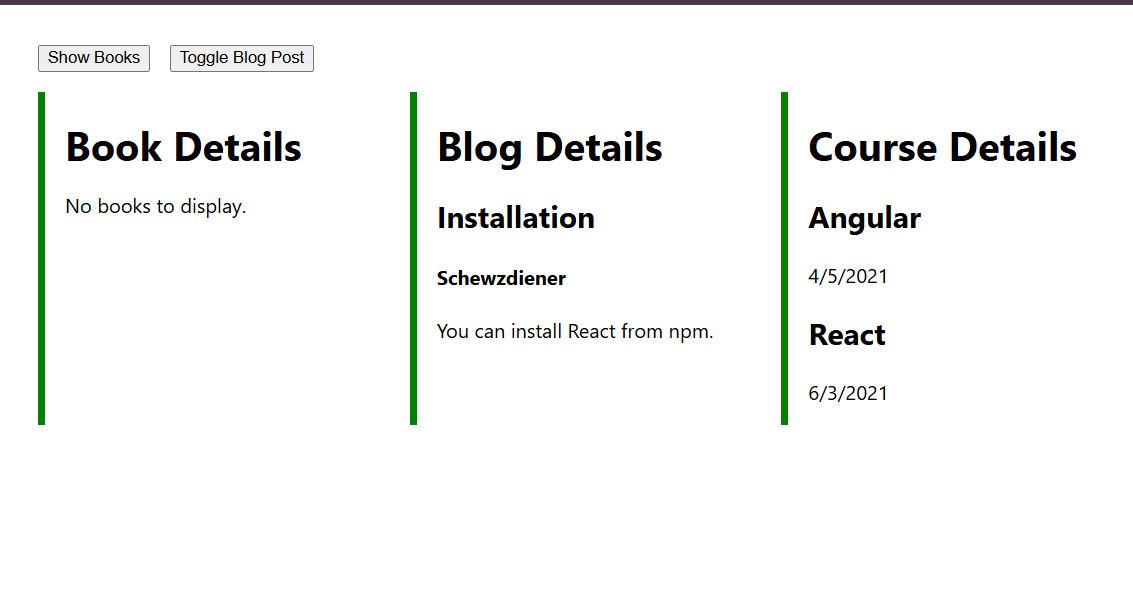 Show Books
Toggle Blog Post
Book Details
No books to display.
Blog Details
Installation
Schewzdiener
You can install React from npm.
Course Details
Angular
4/5/2021
React
6/3/2021